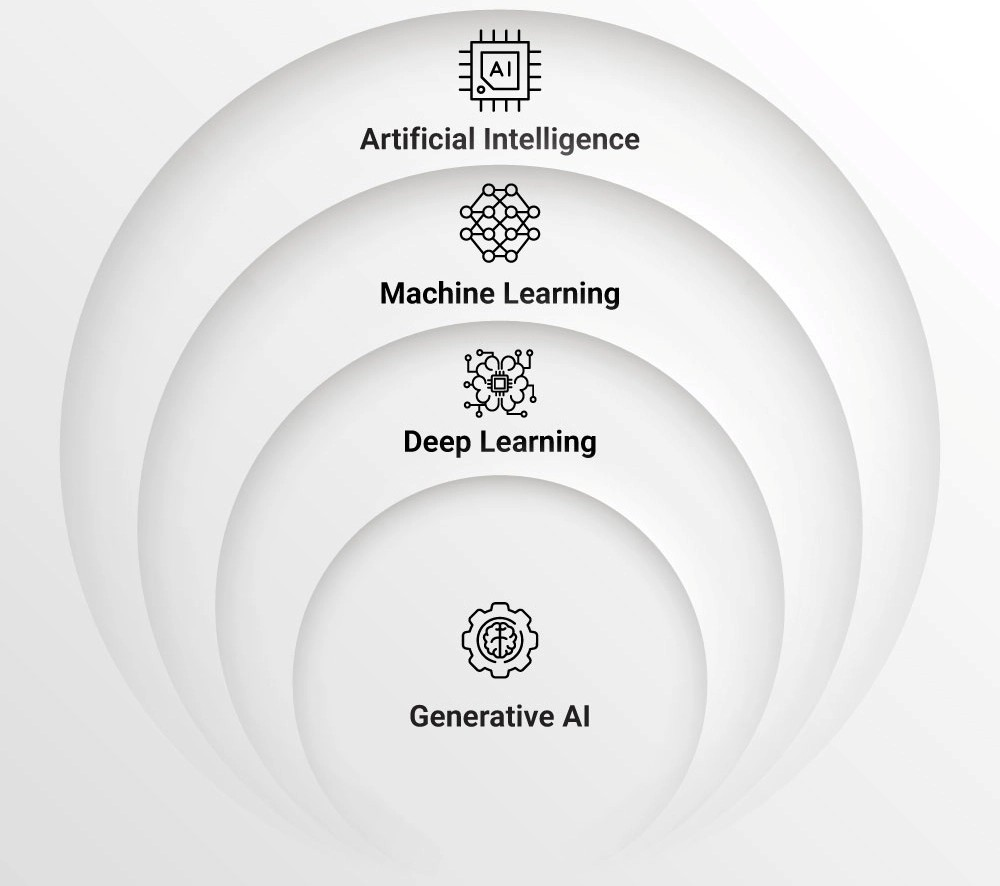 AI
Artificial Intelligence
Machine Learning
Deep Learning
Generative AI